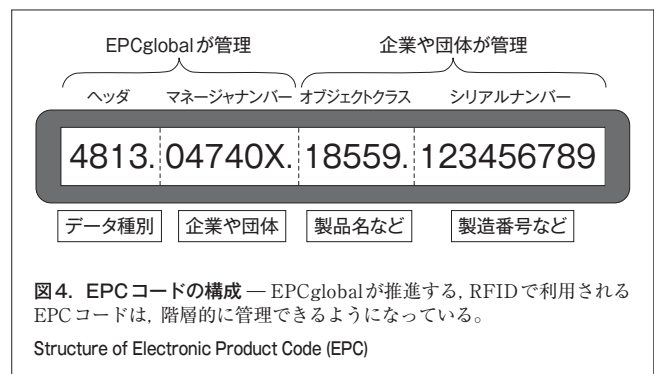 EPCglobalが管理 企業や団体が管理
ヘッダ マネージャナンバー オブジェクトクラス シリアルナンバー
4813. 04740X. 18559. 123456789
データ種別 企業や団体 製品名など 製造番号など
図4. EPCコードの構成 — EPCglobalが推進する, RFIDで利用される
EPCコードは, 階層的に管理できるようになっている。
Structure of Electronic Product Code (EPC)